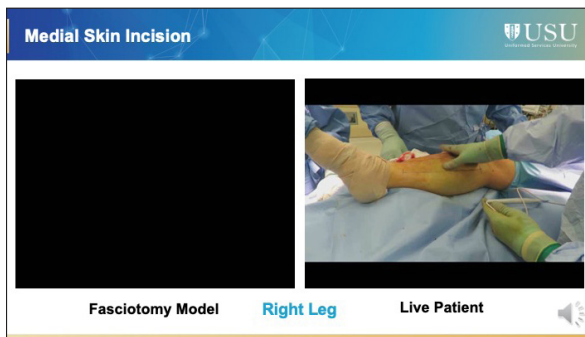 Medial Skin Incision
USU
Uniformed Services University
Fasciotomy Model
Right Leg
Live Patient